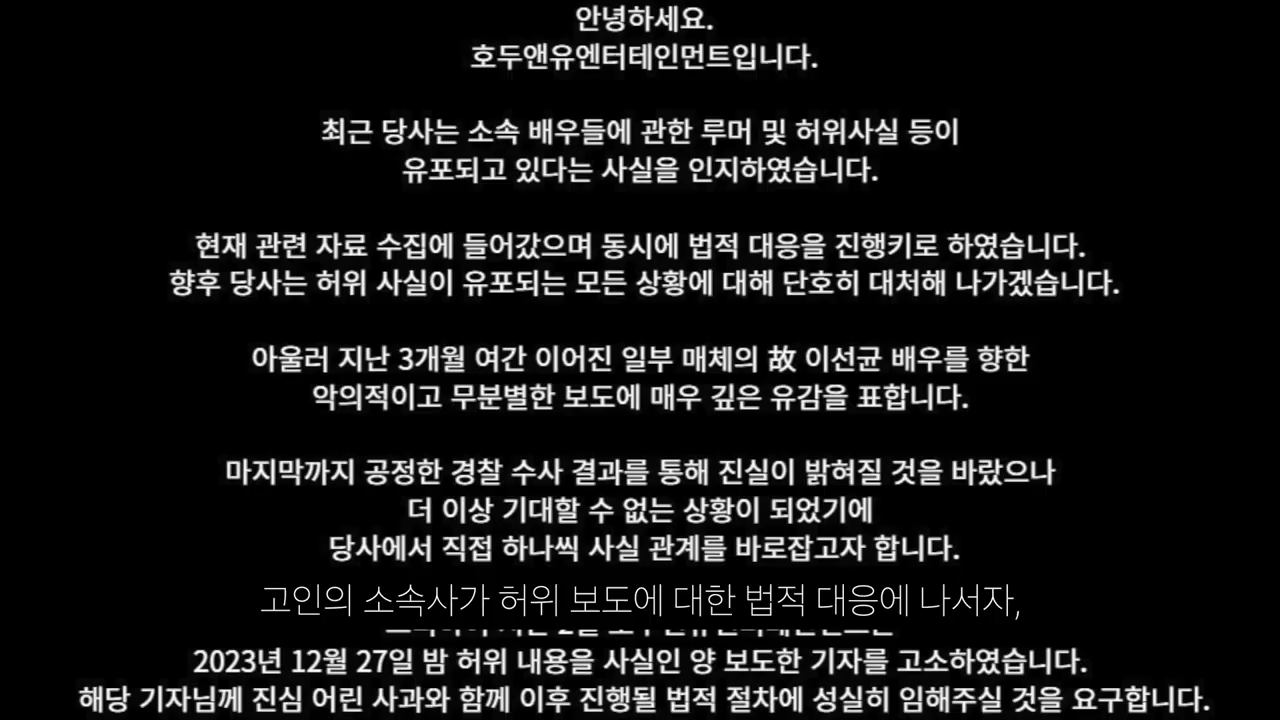 안녕하세요.
호두앤유엔터테인먼트입니다.
최근 당사는 소속 배우들에 관한 루머 및 허위사실 등이
유포되고 있다는 사실을 인지하였습니다.
현재 관련 자료 수집에 들어갔으며 동시에 법적 대응을 진행키로 하였습니다.
향후 당사는 허위 사실이 유포되는 모든 상황에 대해 단호히 대처해 나가겠습니다.
아울러 지난 3개월 여간 이어진 일부 매체의 故 이선균 배우를 향한
악의적이고 무분별한 보도에 매우 깊은 유감을 표합니다.
마지막까지 공정한 경찰 수사 결과를 통해 진실이 밝혀질 것을 바랐으나
더 이상 기대할 수 없는 상황이 되었기에
당사에서 직접 하나씩 사실 관계를 바로잡고자 합니다.
고인의 소속사가 허위 보도에 대한 법적 대응에 나서자,
2023년 12월 27일 밤 허위 내용을 사실인 양 보도한 기자를 고소하였습니다.
해당 기자님께 진심 어린 사과와 함께 이후 진행될 법적 절차에 성실히 임해주실 것을 요구합니다.